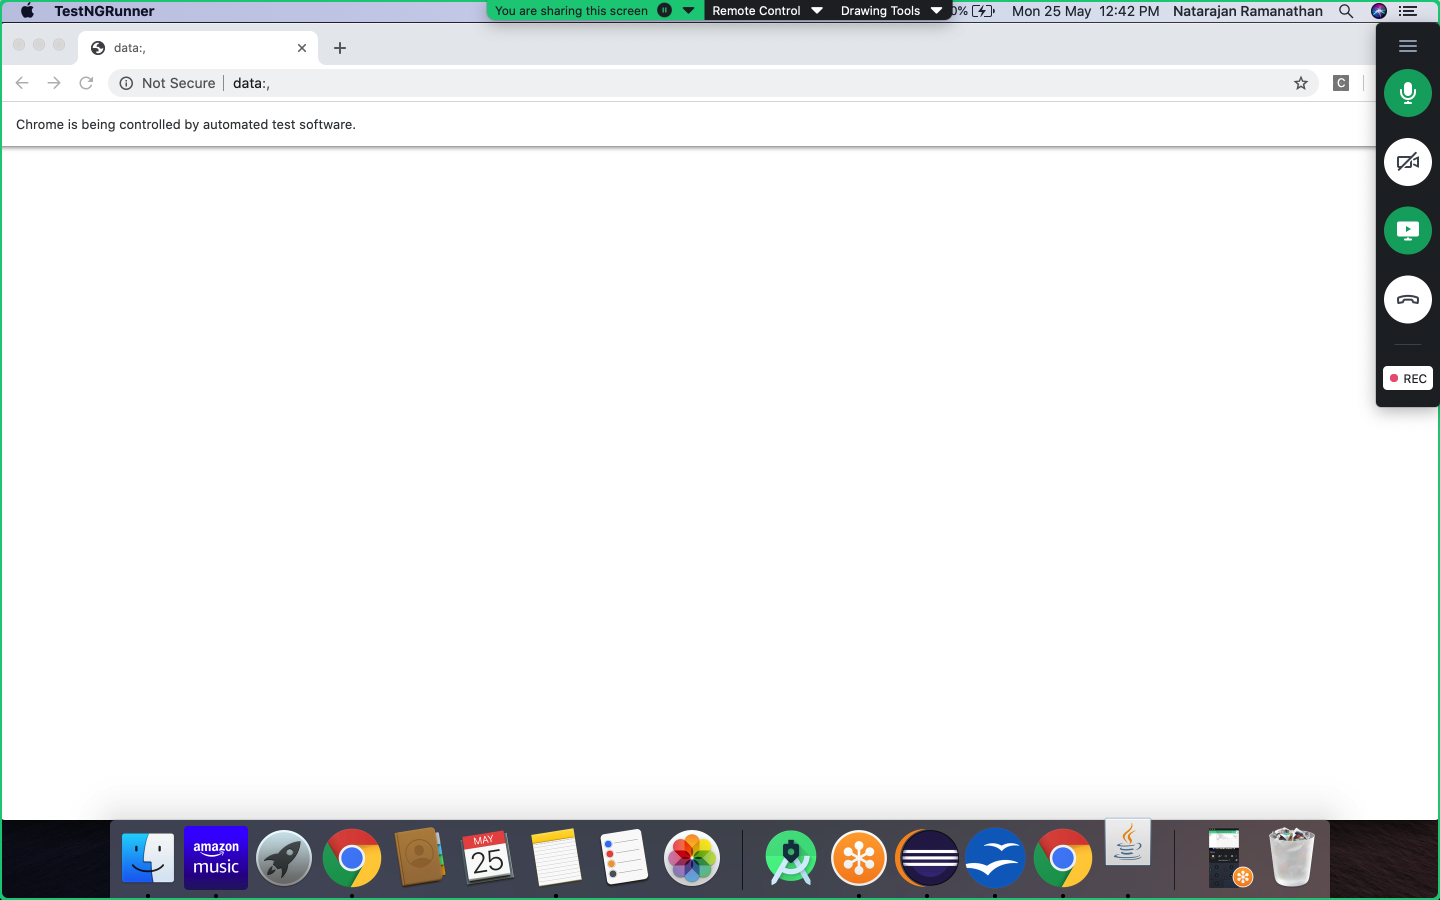 TestNGRunner
You are sharing this screen
Remote Control
Drawing Tools
0%
Mon 25 May 12:42 PM
Natarajan Ramanathan
data:,
Not Secure
data:,
C
Chrome is being controlled by automated test software.
REC
amazon
music
MAY
25